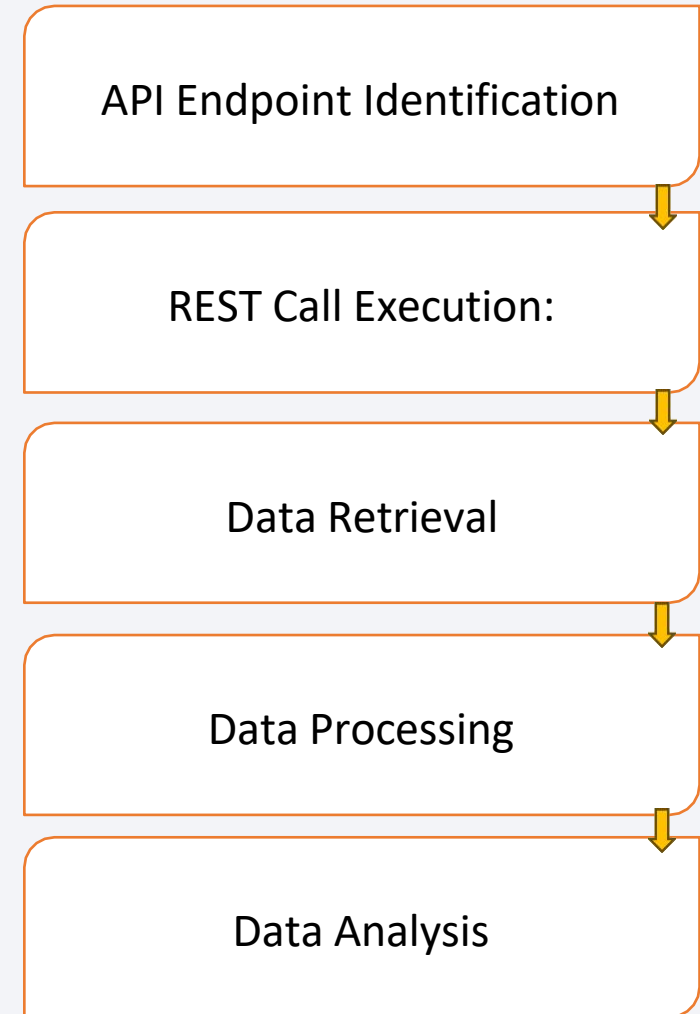 API Endpoint Identification
REST Call Execution:
Data Retrieval
Data Processing
Data Analysis